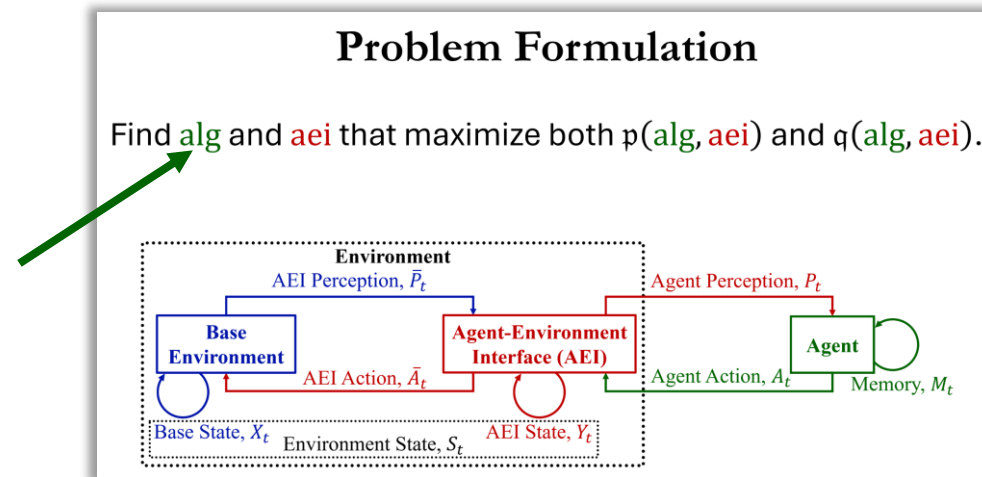 Problem Formulation
Find alg and aei that maximize both 𝔭(alg, aei) and 𝔮(alg, aei).
Environment
AEI Perception, P̄ₜ
Agent Perception, Pₜ
Base
Environment
Agent-Environment
Interface (AEI)
Agent
AEI Action, Āₜ
Agent Action, Aₜ
Memory, Mₜ
Base State, Xₜ
AEI State, Yₜ
Environment State, Sₜ